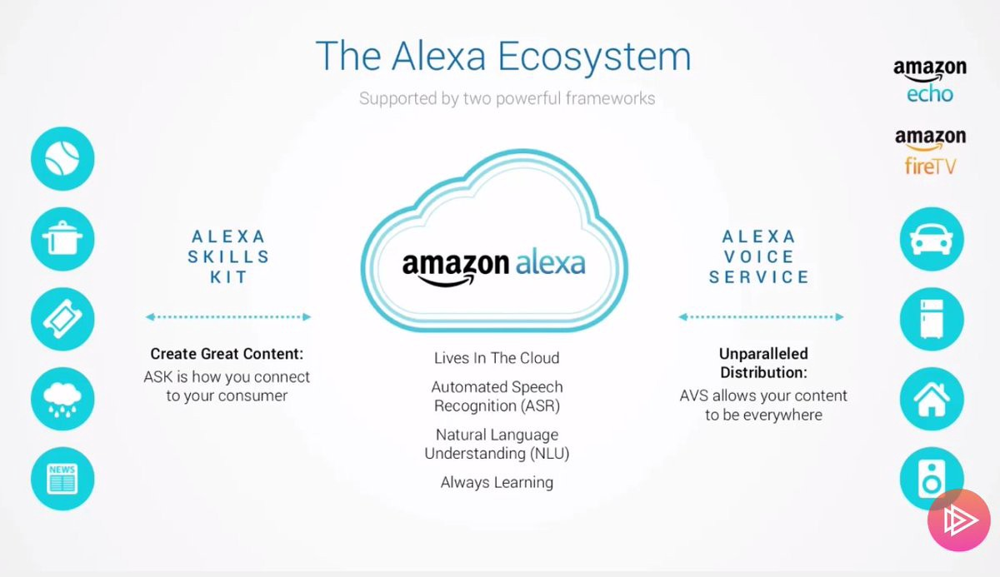 The Alexa Ecosystem
Supported by two powerful frameworks
amazon
echo
amazon
fireTV
ALEXA
SKILLS
KIT
Create Great Content:
ASK is how you connect
to your consumer
NEWS
amazon alexa
Lives In The Cloud
Automated Speech
Recognition (ASR)
Natural Language
Understanding (NLU)
Always Learning
ALEXA
VOICE
SERVICE
Unparalleled
Distribution:
AVS allows your content
to be everywhere